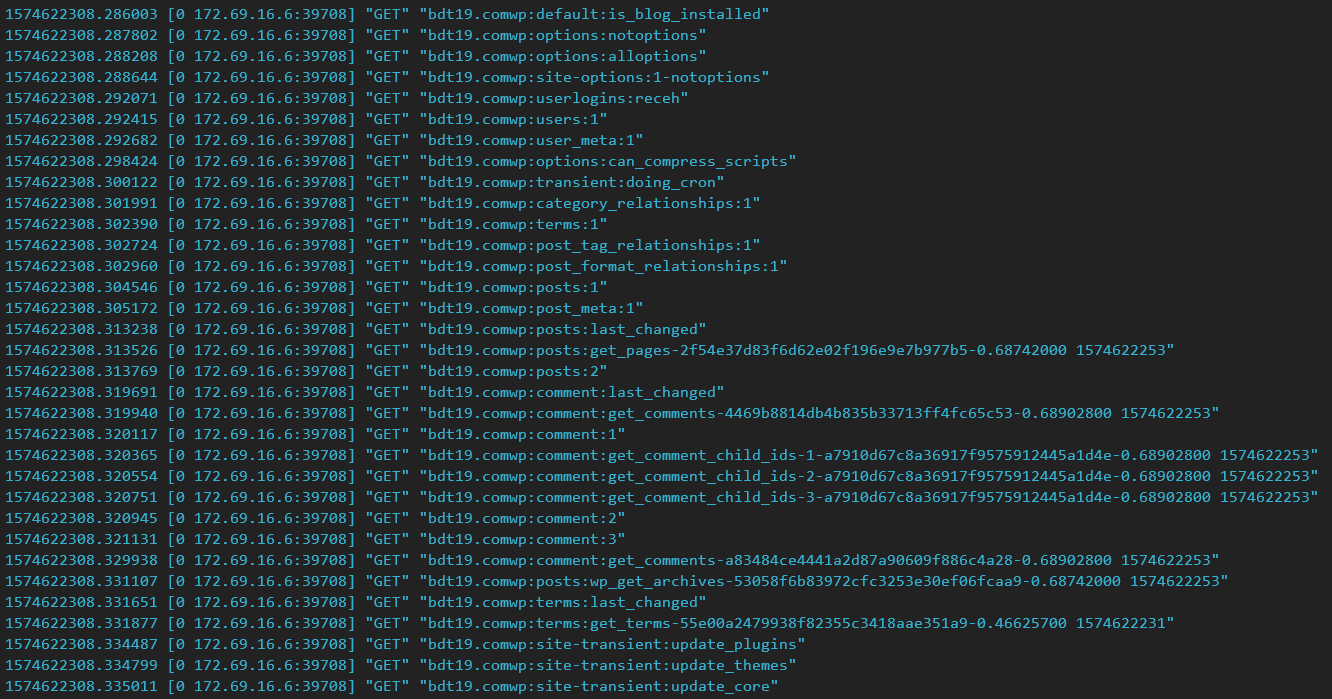 1574622308.286003 [0 172.69.16.6:39708] "GET" "bdt19.comwp:default:is_blog_installed"
1574622308.287802 [0 172.69.16.6:39708] "GET" "bdt19.comwp:options:notoptions"
1574622308.288208 [0 172.69.16.6:39708] "GET" "bdt19.comwp:options:alloptions"
1574622308.288644 [0 172.69.16.6:39708] "GET" "bdt19.comwp:site-options:1-notoptions"
1574622308.292071 [0 172.69.16.6:39708] "GET" "bdt19.comwp:userlogins:receh"
1574622308.292415 [0 172.69.16.6:39708] "GET" "bdt19.comwp:users:1"
1574622308.292682 [0 172.69.16.6:39708] "GET" "bdt19.comwp:user_meta:1"
1574622308.298424 [0 172.69.16.6:39708] "GET" "bdt19.comwp:options:can_compress_scripts"
1574622308.300122 [0 172.69.16.6:39708] "GET" "bdt19.comwp:transient:doing_cron"
1574622308.301991 [0 172.69.16.6:39708] "GET" "bdt19.comwp:category_relationships:1"
1574622308.302390 [0 172.69.16.6:39708] "GET" "bdt19.comwp:terms:1"
1574622308.302724 [0 172.69.16.6:39708] "GET" "bdt19.comwp:post_tag_relationships:1"
1574622308.302960 [0 172.69.16.6:39708] "GET" "bdt19.comwp:post_format_relationships:1"
1574622308.304546 [0 172.69.16.6:39708] "GET" "bdt19.comwp:posts:1"
1574622308.305172 [0 172.69.16.6:39708] "GET" "bdt19.comwp:post_meta:1"
1574622308.313238 [0 172.69.16.6:39708] "GET" "bdt19.comwp:posts:last_changed"
1574622308.313526 [0 172.69.16.6:39708] "GET" "bdt19.comwp:posts:get_pages-2f54e37d83f6d62e02f196e9e7b977b5-0.68742000 1574622253"
1574622308.313769 [0 172.69.16.6:39708] "GET" "bdt19.comwp:posts:2"
1574622308.319691 [0 172.69.16.6:39708] "GET" "bdt19.comwp:comment:last_changed"
1574622308.319940 [0 172.69.16.6:39708] "GET" "bdt19.comwp:comment:get_comments-4469b8814db4b835b33713ff4fc65c53-0.68902800 1574622253"
1574622308.320117 [0 172.69.16.6:39708] "GET" "bdt19.comwp:comment:1"
1574622308.320365 [0 172.69.16.6:39708] "GET" "bdt19.comwp:comment:get_comment_child_ids-1-a7910d67c8a36917f9575912445a1d4e-0.68902800 1574622253"
1574622308.320554 [0 172.69.16.6:39708] "GET" "bdt19.comwp:comment:get_comment_child_ids-2-a7910d67c8a36917f9575912445a1d4e-0.68902800 1574622253"
1574622308.320751 [0 172.69.16.6:39708] "GET" "bdt19.comwp:comment:get_comment_child_ids-3-a7910d67c8a36917f9575912445a1d4e-0.68902800 1574622253"
1574622308.320945 [0 172.69.16.6:39708] "GET" "bdt19.comwp:comment:2"
1574622308.321131 [0 172.69.16.6:39708] "GET" "bdt19.comwp:comment:3"
1574622308.329938 [0 172.69.16.6:39708] "GET" "bdt19.comwp:comment:get_comments-a83484ce4441a2d87a90609f886c4a28-0.68902800 1574622253"
1574622308.331107 [0 172.69.16.6:39708] "GET" "bdt19.comwp:posts:wp_get_archives-53058f6b83972cfc3253e30ef06fcaa9-0.68742000 1574622253"
1574622308.331651 [0 172.69.16.6:39708] "GET" "bdt19.comwp:terms:last_changed"
1574622308.331877 [0 172.69.16.6:39708] "GET" "bdt19.comwp:terms:get_terms-55e00a2479938f82355c3418aae351a9-0.46625700 1574622231"
1574622308.334487 [0 172.69.16.6:39708] "GET" "bdt19.comwp:site-transient:update_plugins"
1574622308.334799 [0 172.69.16.6:39708] "GET" "bdt19.comwp:site-transient:update_themes"
1574622308.335011 [0 172.69.16.6:39708] "GET" "bdt19.comwp:site-transient:update_core"